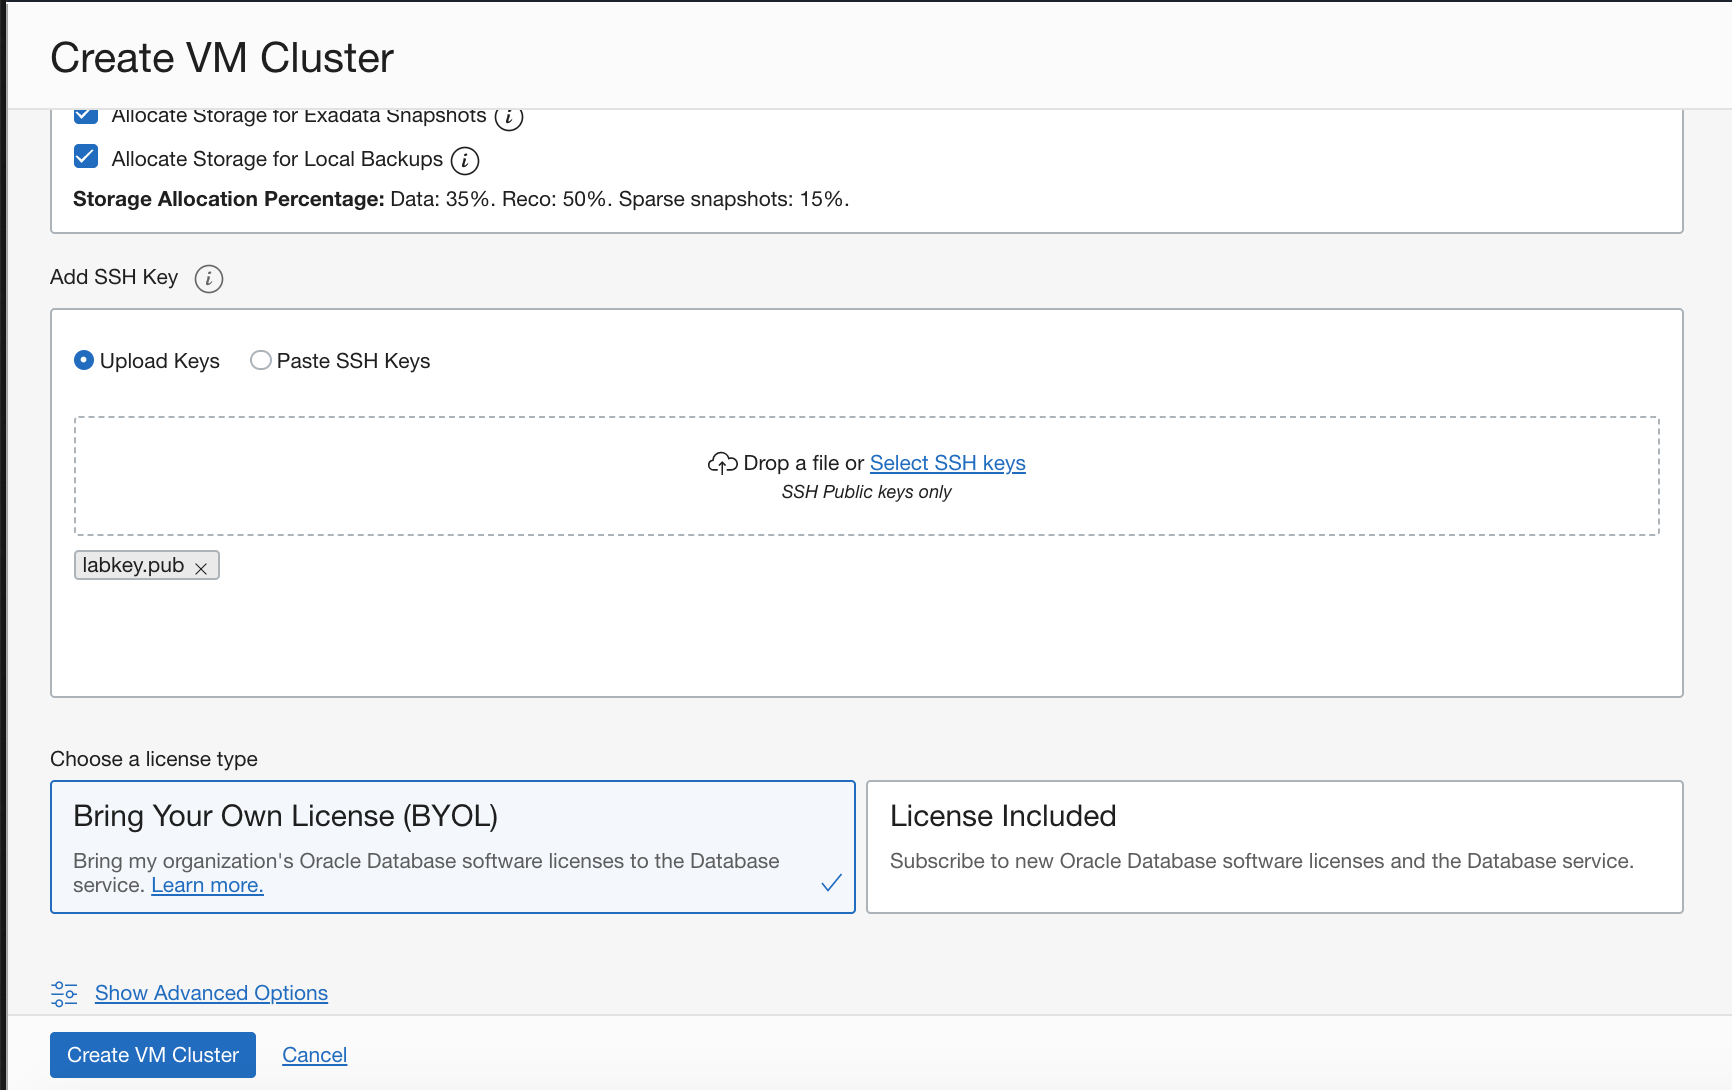 Create VM Cluster
Allocate Storage for Exadata Snapshots
Allocate Storage for Local Backups
Storage Allocation Percentage: Data: 35%. Reco: 50%. Sparse snapshots: 15%.
Add SSH Key
Upload Keys Paste SSH Keys
Drop a file or Select SSH keys
SSH Public keys only
labkey.pub
Choose a license type
Bring Your Own License (BYOL)
Bring my organization's Oracle Database software licenses to the Database
service. Learn more.
License Included
Subscribe to new Oracle Database software licenses and the Database service.
Show Advanced Options
Create VM Cluster Cancel